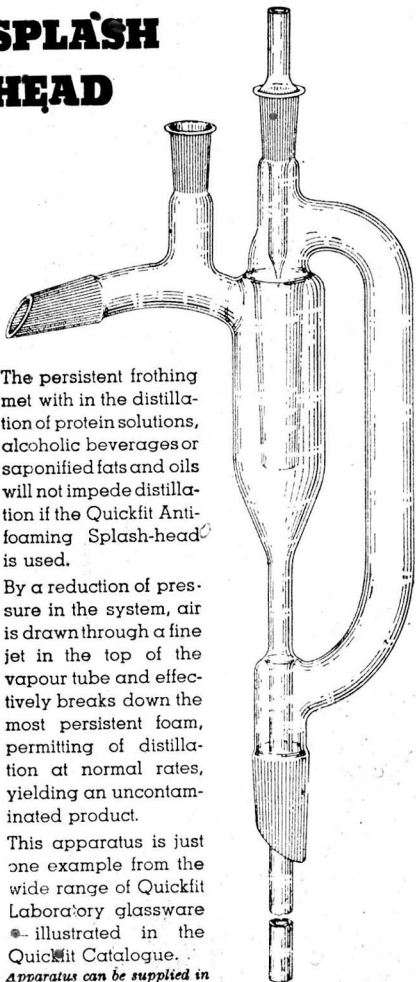 SPLASH
HEAD
The persistent frothing
met with in the distilla-
tion of protein solutions,
alcoholic beverages or
saponified fats and oils
will not impede distilla-
tion if the Quickfit Anti-
foaming Splash-head
is used.
By a reduction of pres-
sure in the system, air
is drawn through a fine
jet in the top of the
vapour tube and effec-
tively breaks down the
most persistent foam,
permitting of distilla-
tion at normal rates,
yielding an uncontam-
inated product.
This apparatus is just
one example from the
wide range of Quickfit
Laboratory glassware
illustrated in the
Quickfit Catalogue.
Apparatus can be supplied in